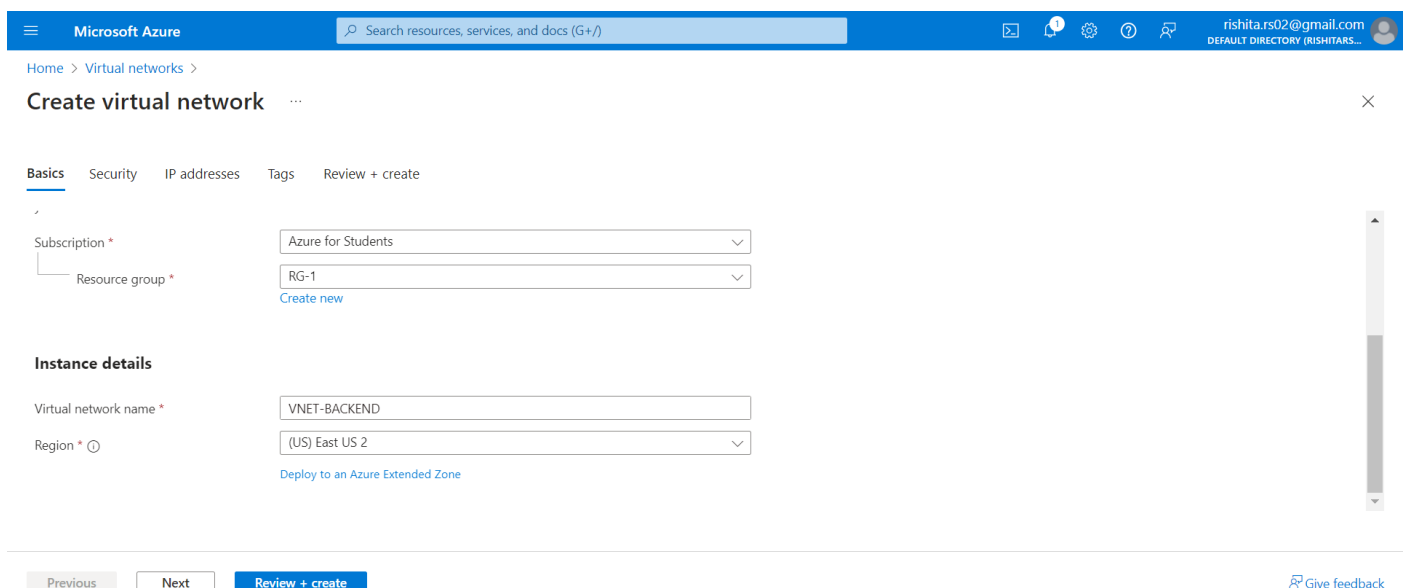 Microsoft Azure
Search resources, services, and docs (G+/)
1
rishita.rs02@gmail.com
DEFAULT DIRECTORY (RISHITARS...
Home > Virtual networks >
Create virtual network ...
Basics Security IP addresses Tags Review + create
Subscription * Azure for Students
Resource group * RG-1
Create new
Instance details
Virtual network name * VNET-BACKEND
Region * (US) East US 2
Deploy to an Azure Extended Zone
Previous Next Review + create Give feedback